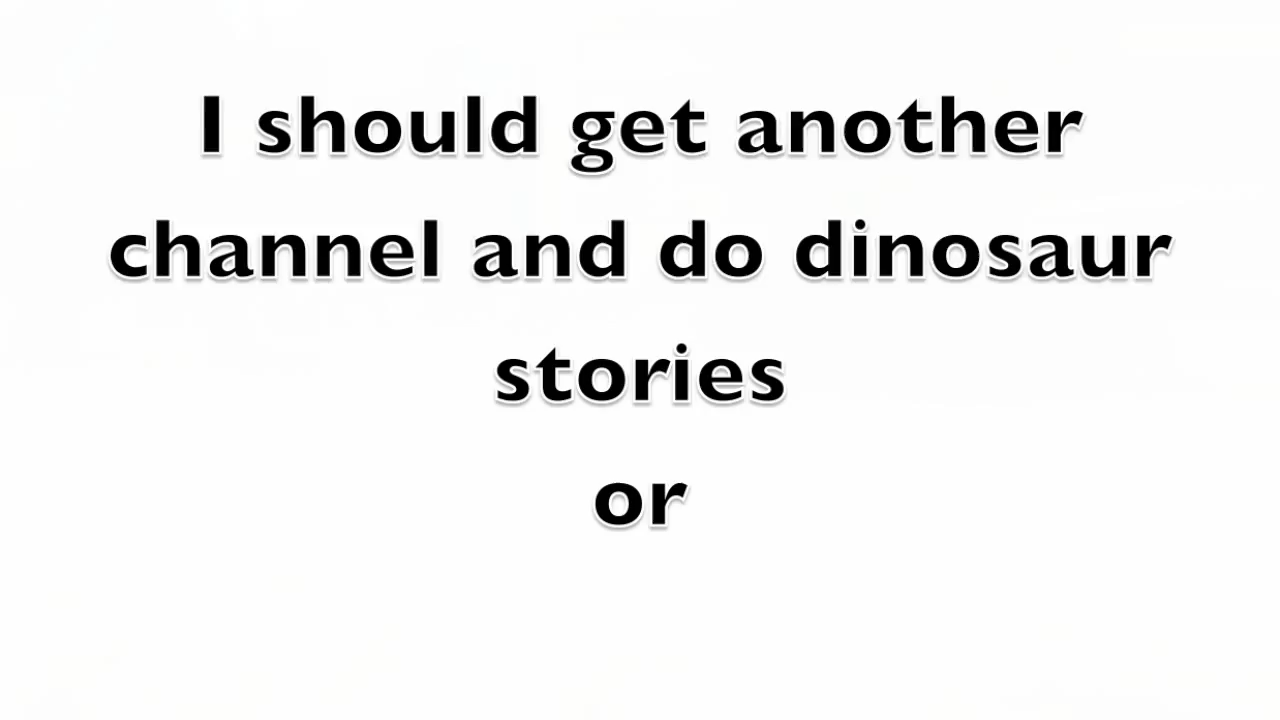 I should get another
channel and do dinosaur
stories
or